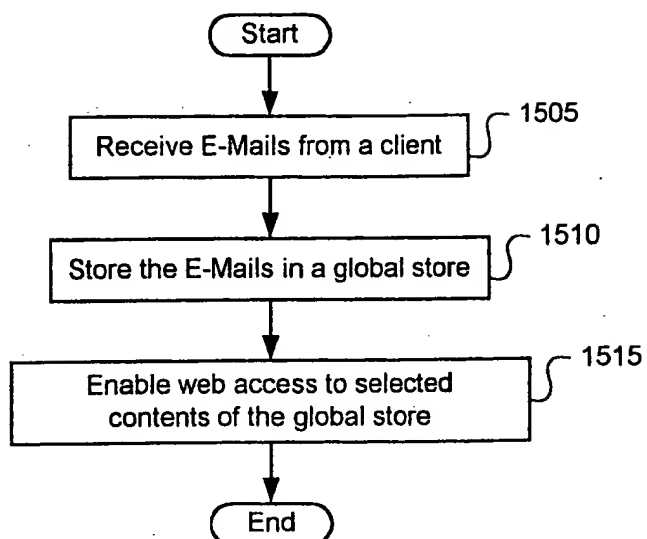 Start
Receive E-Mails from a client
1505
Store the E-Mails in a global store
1510
Enable web access to selected
contents of the global store
1515
End